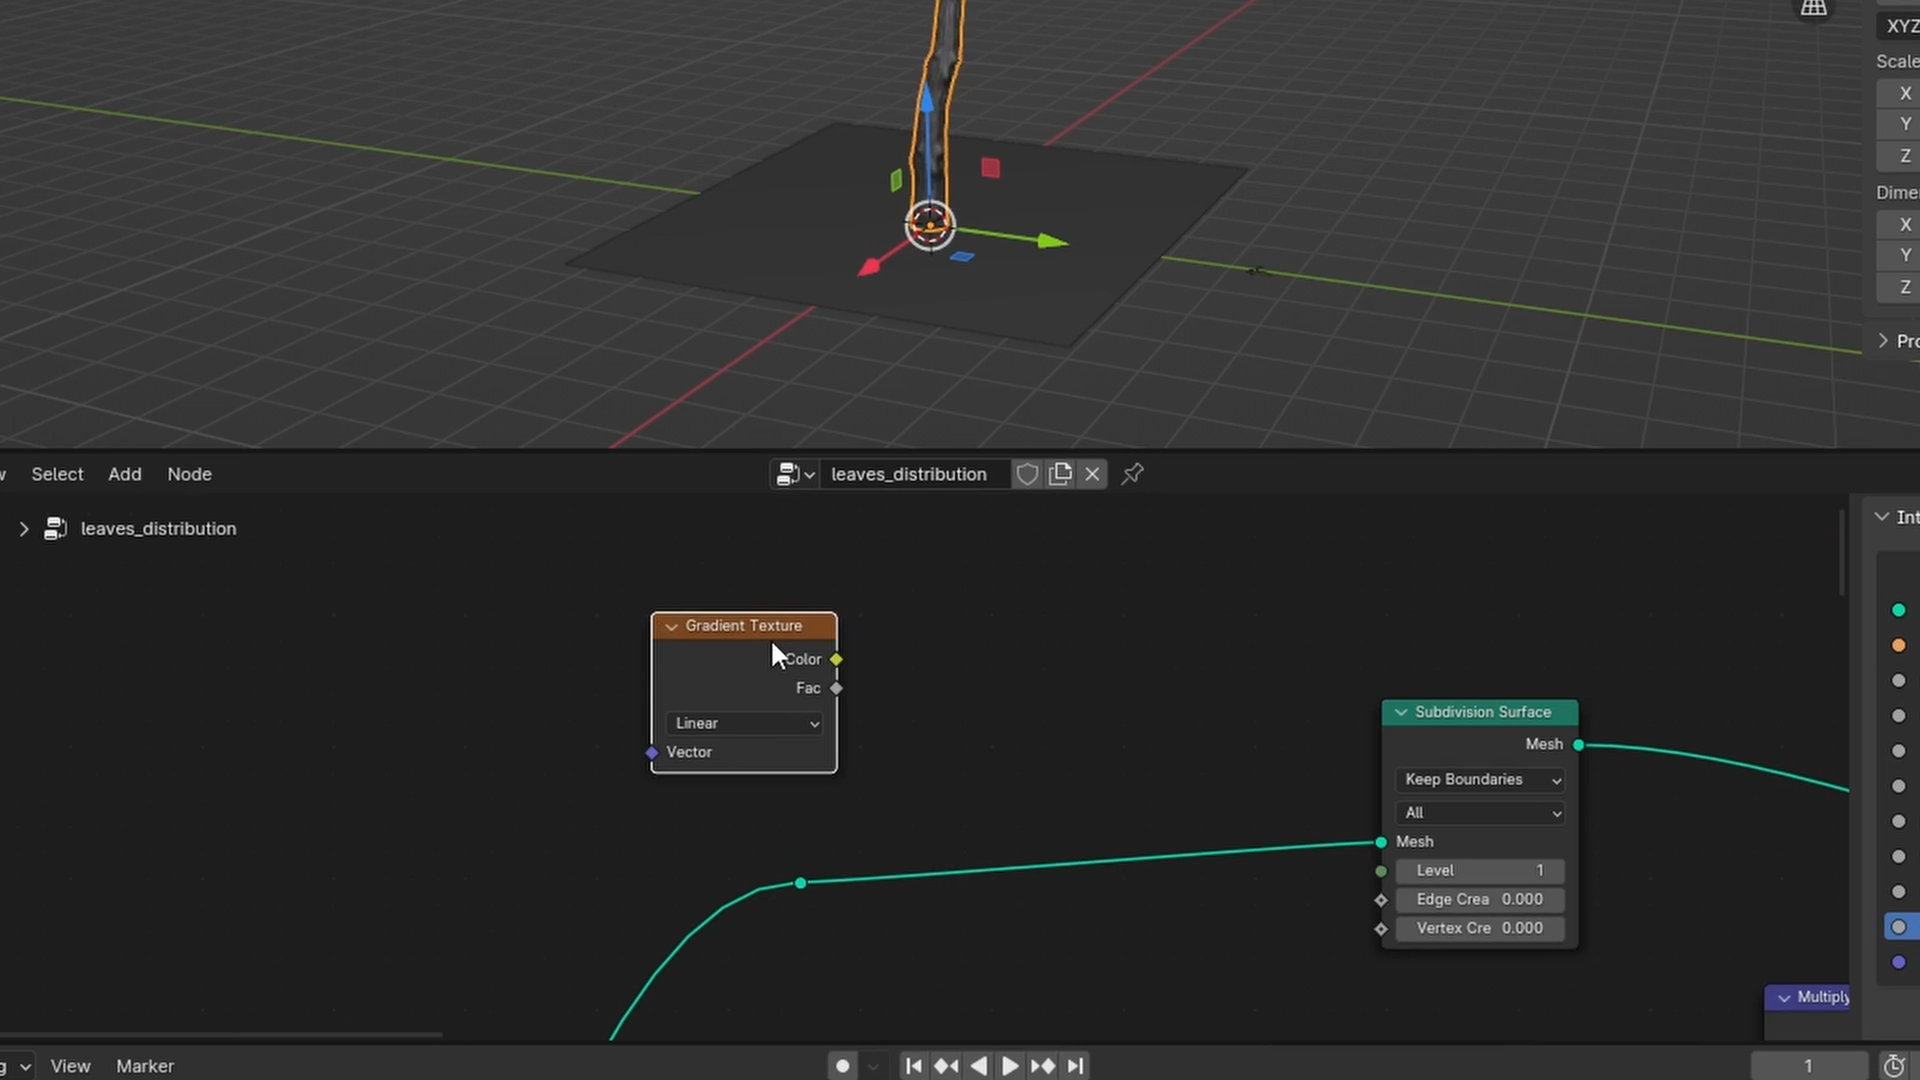 XYZ
Scale
X
Y
Z
Dime
X
Y
Z
Pro
Select Add Node leaves_distribution
leaves_distribution
Int
Gradient Texture
Color
Fac
Linear
Vector
Subdivision Surface
Mesh
Keep Boundaries
All
Mesh
Level 1
Edge Crea 0.000
Vertex Cre 0.000
Multiply
View Marker 1